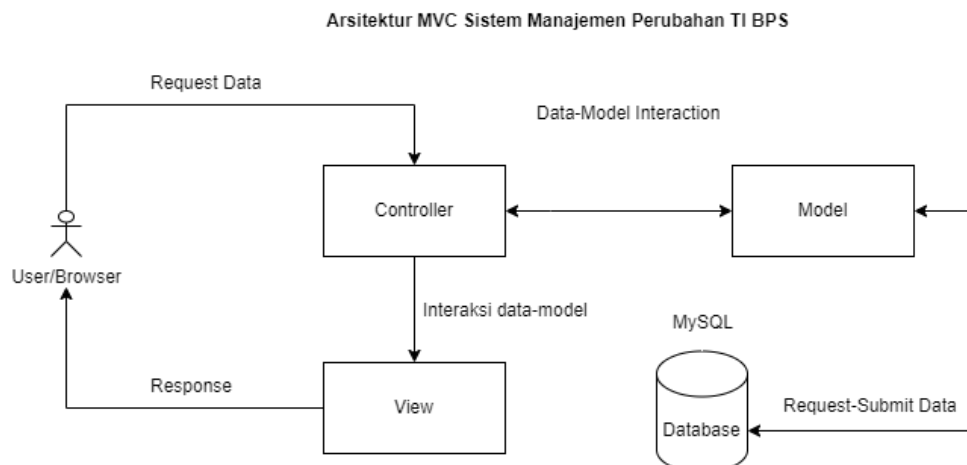 Arsitektur MVC Sistem Manajemen Perubahan TI BPS
Request Data
Data-Model Interaction
Controller
Model
User/Browser
Interaksi data-model
MySQL
Response
View
Request-Submit Data
Database